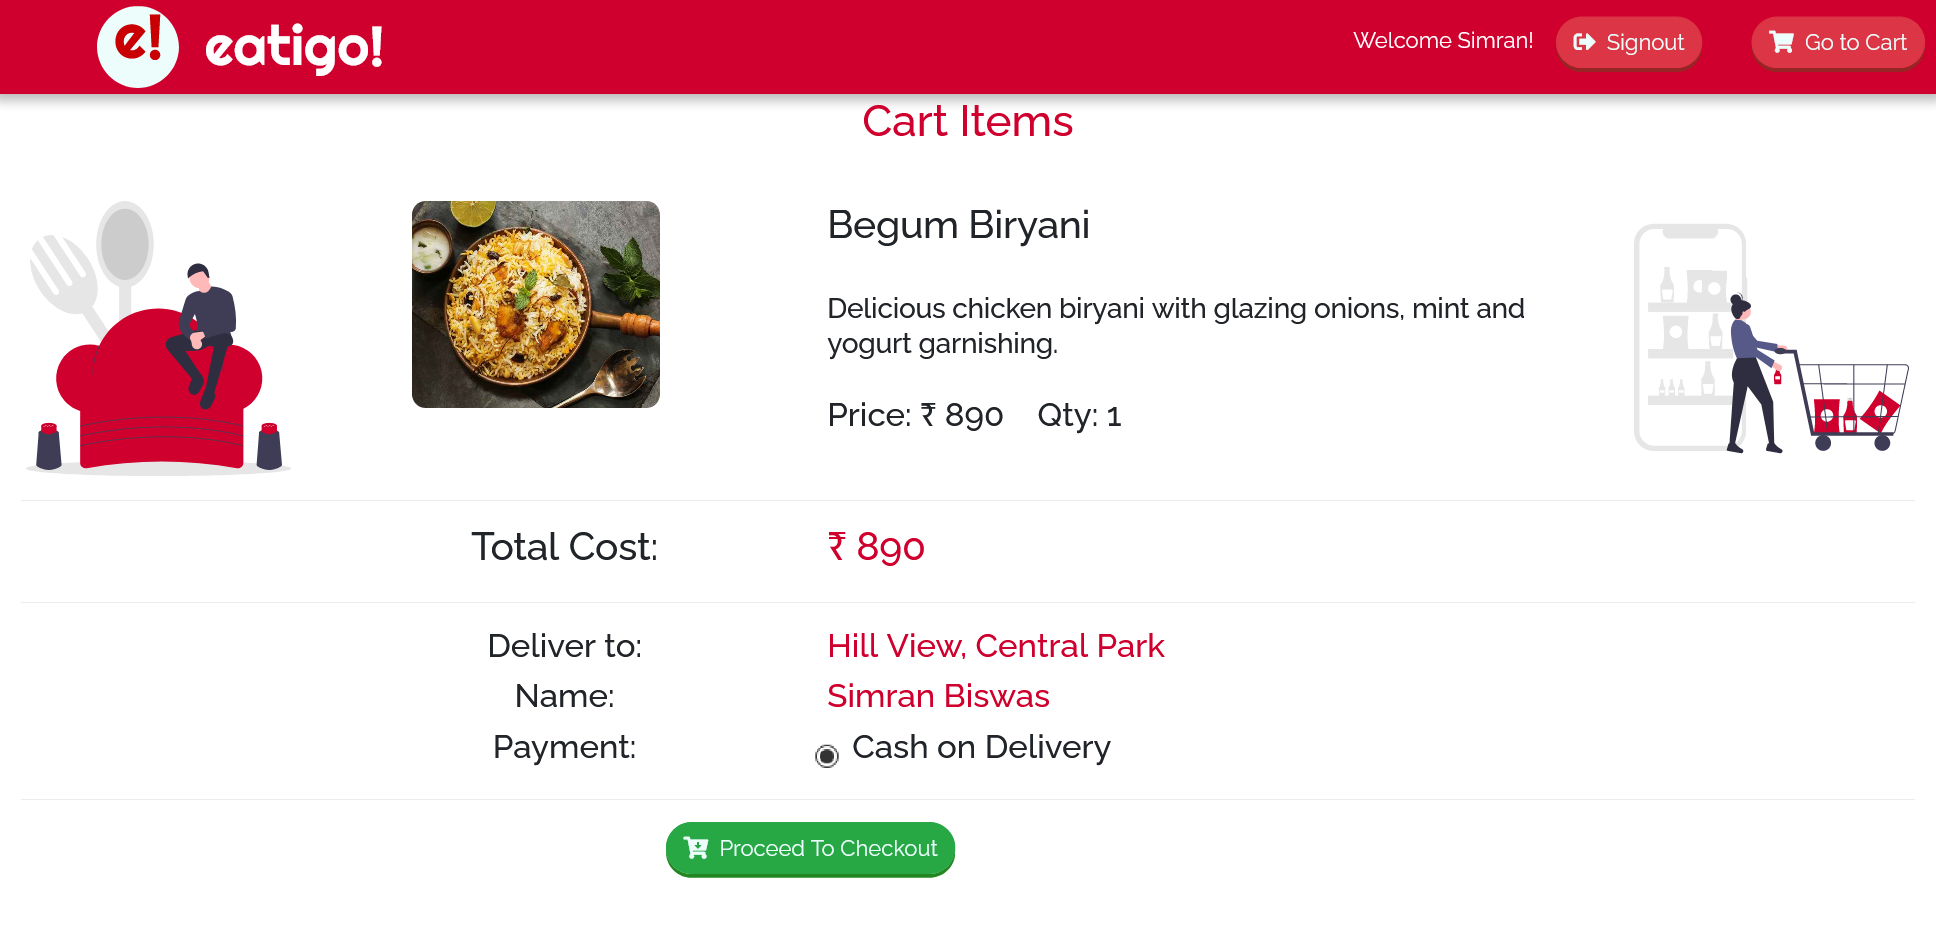 e! eatigo!
Welcome Simran!
Signout
Go to Cart
Cart Items
Begum Biryani
Delicious chicken biryani with glazing onions, mint and
yogurt garnishing.
Price: ₹ 890 Qty: 1
Total Cost: ₹ 890
Deliver to: Hill View, Central Park
Name: Simran Biswas
Payment: Cash on Delivery
Proceed To Checkout